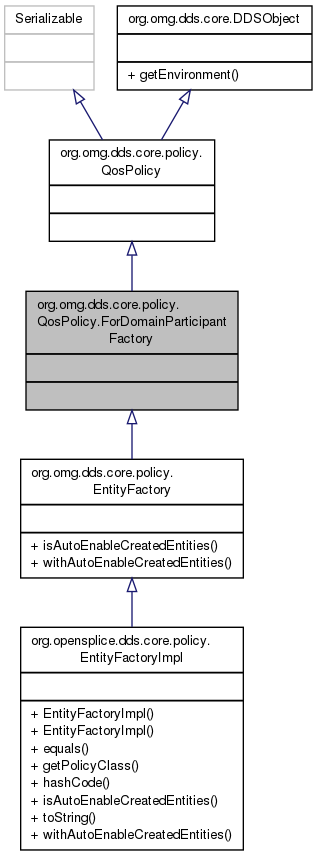 Serializable
org.omg.dds.core.DDSObject
+ getEnvironment()
org.omg.dds.core.policy.
QosPolicy
org.omg.dds.core.policy.
QosPolicy.ForDomainParticipant
Factory
org.omg.dds.core.policy.
EntityFactory
+ isAutoEnableCreatedEntities()
+ withAutoEnableCreatedEntities()
org.opensplice.dds.core.policy.
EntityFactoryImpl
+ EntityFactoryImpl()
+ EntityFactoryImpl()
+ equals()
+ getPolicyClass()
+ hashCode()
+ isAutoEnableCreatedEntities()
+ toString()
+ withAutoEnableCreatedEntities()